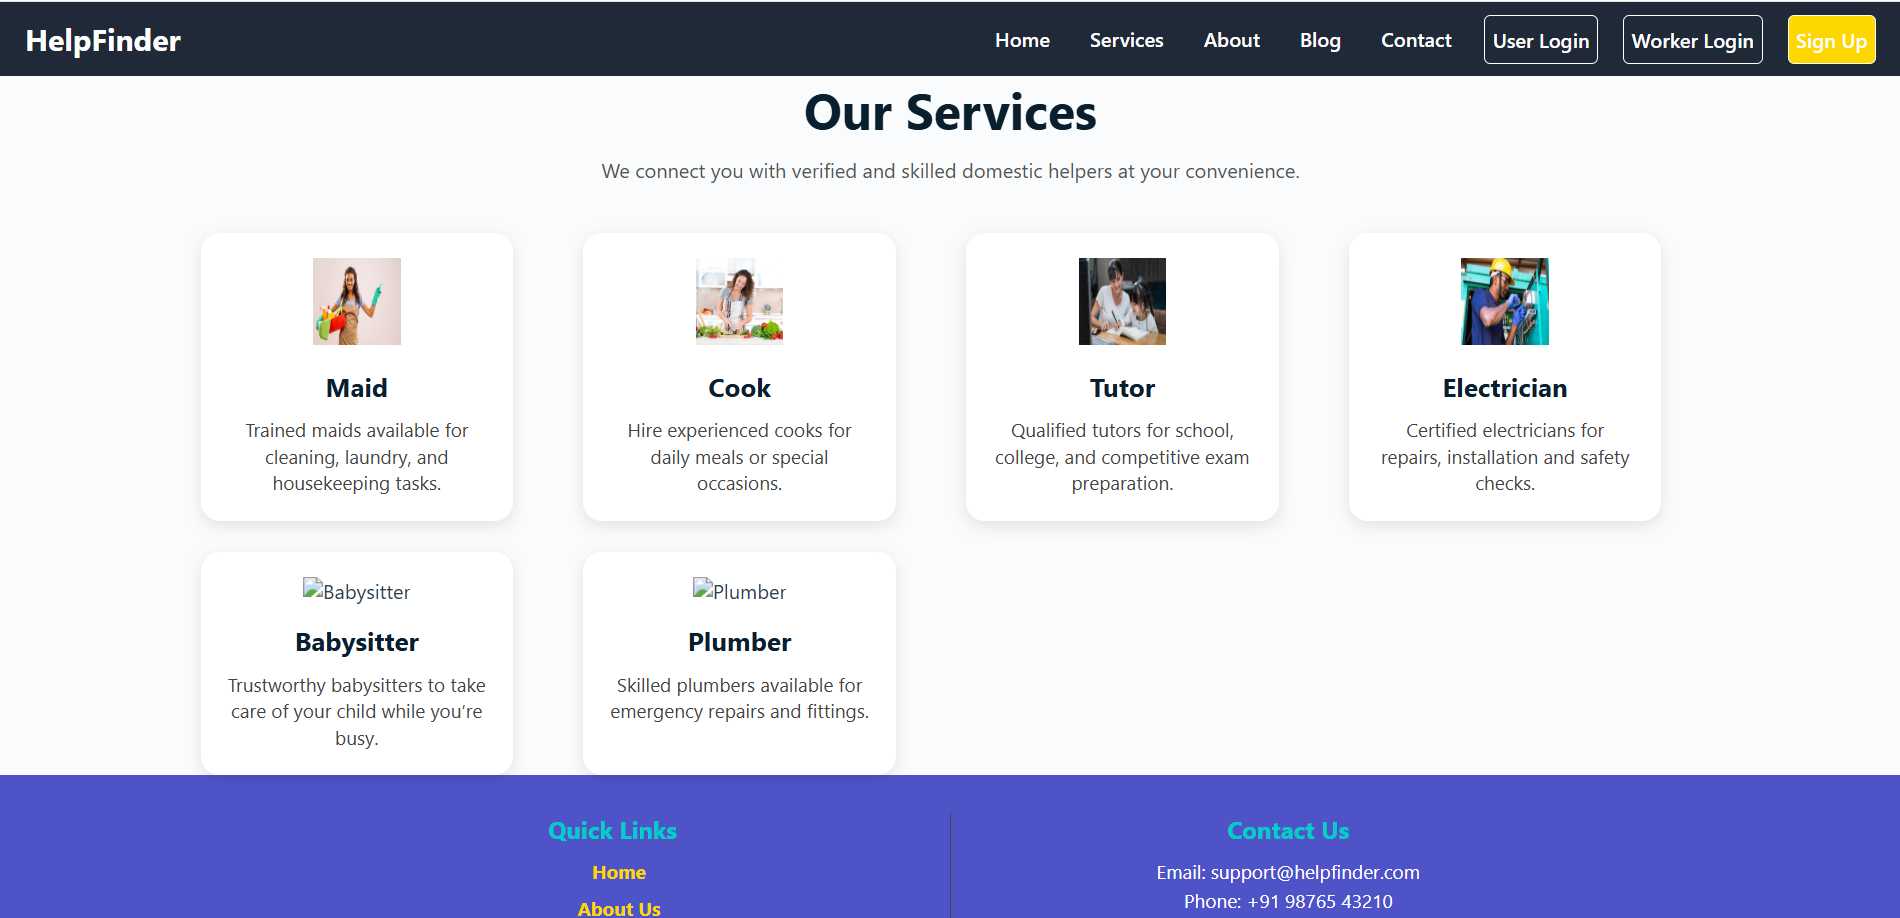 HelpFinder
Home
Services
About
Blog
Contact
User Login
Worker Login
Sign Up
Our Services
We connect you with verified and skilled domestic helpers at your convenience.
Maid
Trained maids available for
cleaning, laundry, and
housekeeping tasks.
Cook
Hire experienced cooks for
daily meals or special
occasions.
Tutor
Qualified tutors for school,
college, and competitive exam
preparation.
Electrician
Certified electricians for
repairs, installation and safety
checks.
Babysitter
Babysitter
Trustworthy babysitters to take
care of your child while you’re
busy.
Plumber
Plumber
Skilled plumbers available for
emergency repairs and fittings.
Quick Links
Home
About Us
Contact Us
Email: support@helpfinder.com
Phone: +91 98765 43210